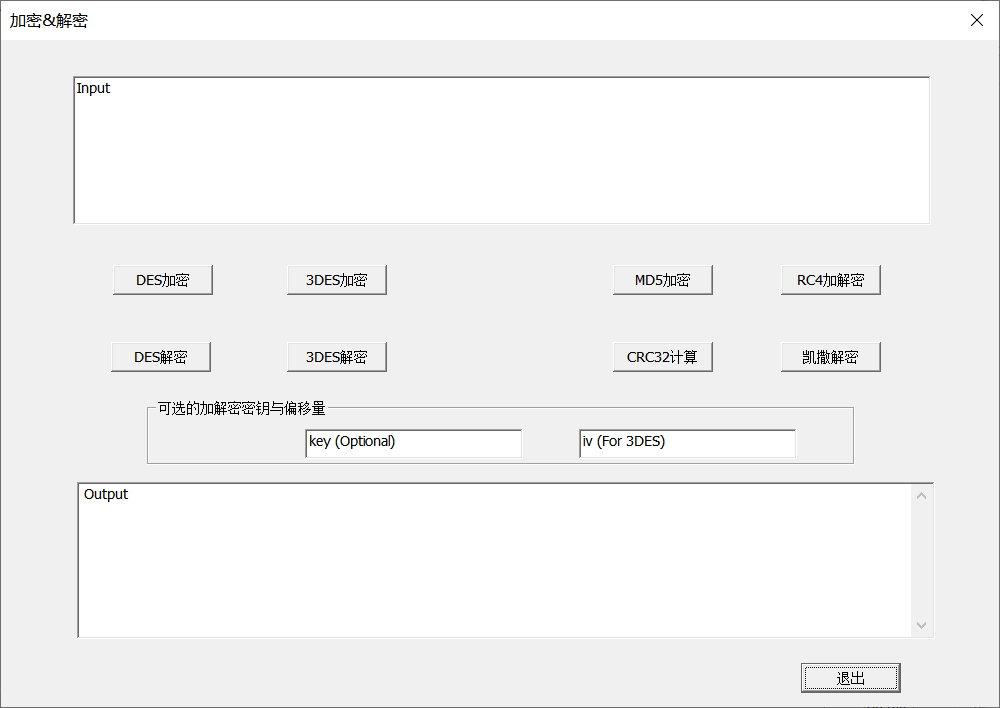 加密&解密
Input
DES加密
3DES加密
MD5加密
RC4加解密
DES解密
3DES解密
CRC32计算
凯撒解密
可选的加解密密钥与偏移量
key (Optional)
iv (For 3DES)
Output
退出